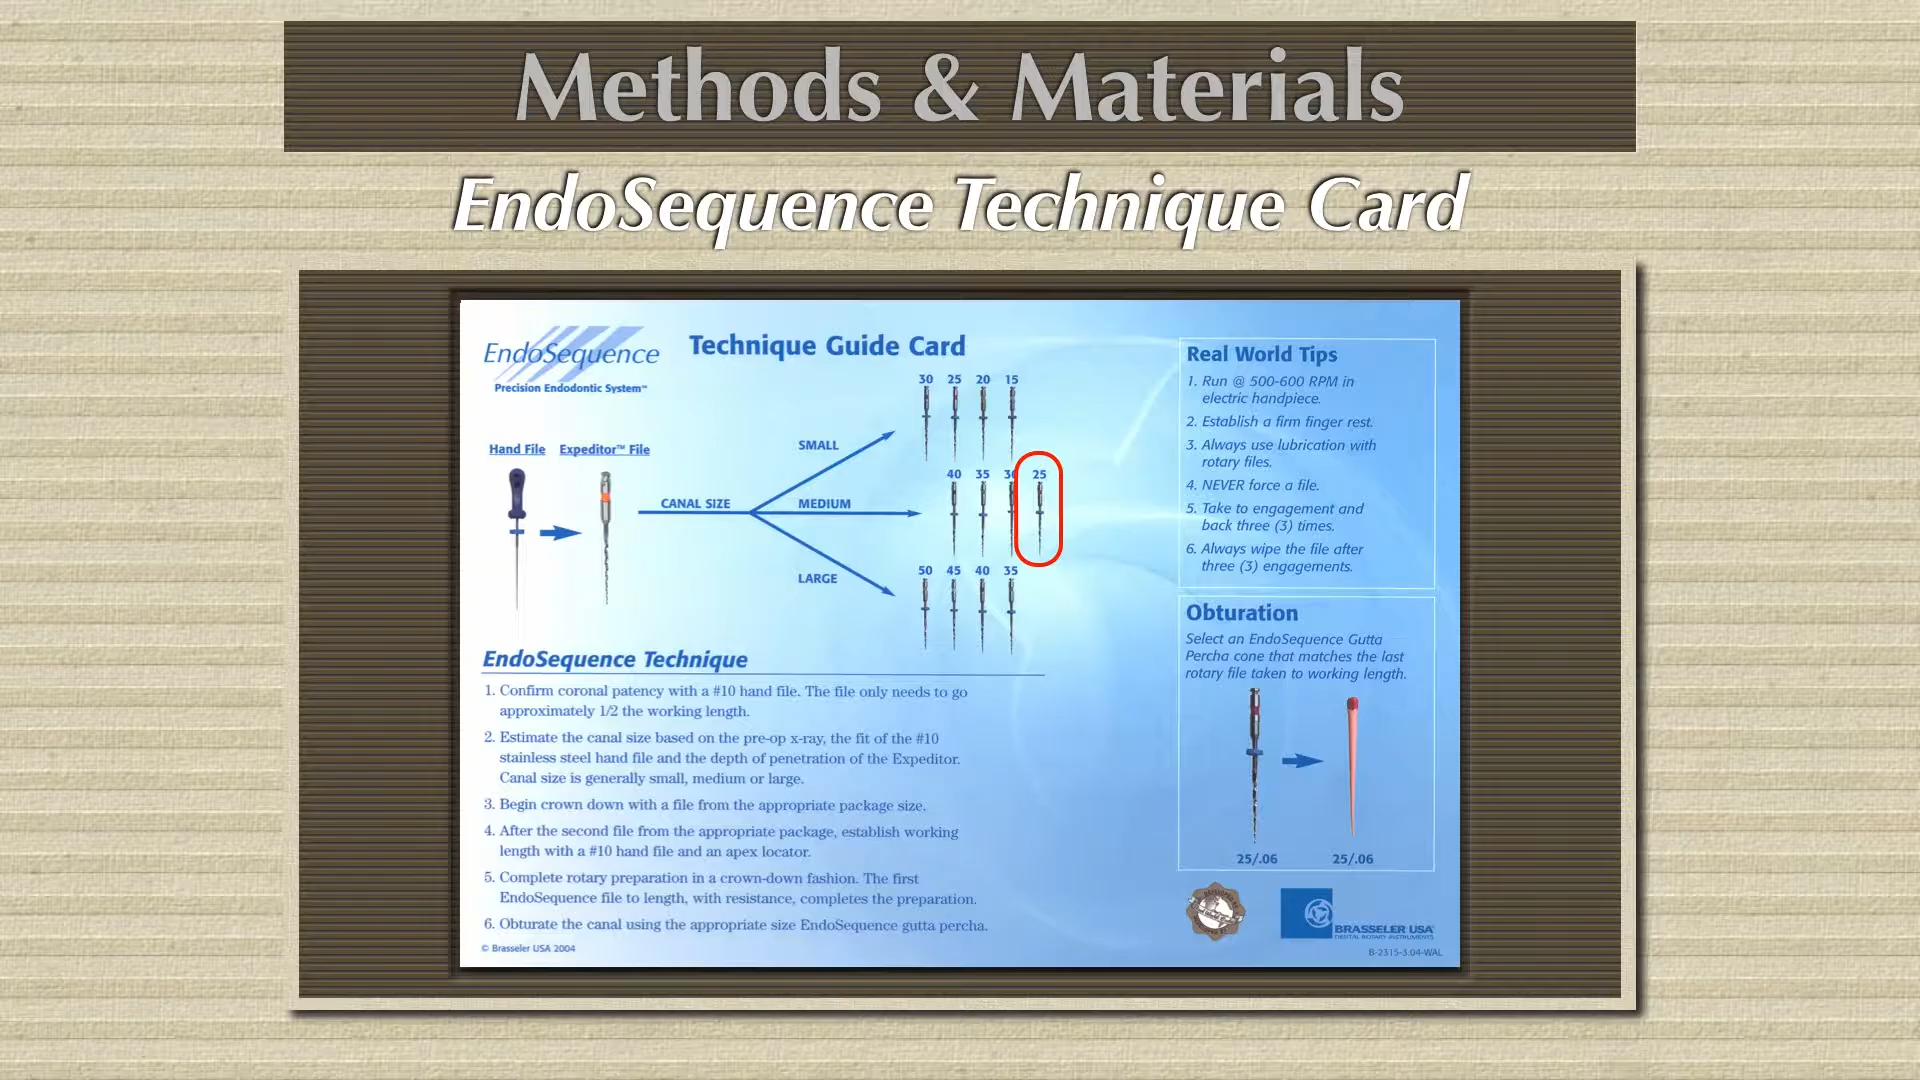 Methods & Materials
EndoSequence Technique Card
EndoSequence
Precision Endodontic System™
Technique Guide Card
Hand File
Expeditor™ File
CANAL SIZE
SMALL
MEDIUM
LARGE
30 25 20 15
40 35 30 25
50 45 40 35
EndoSequence Technique
1. Confirm coronal patency with a #10 hand file. The file only needs to go
approximately 1/2 the working length.
2. Estimate the canal size based on the pre-op x-ray, the fit of the #10
stainless steel hand file and the depth of penetration of the Expeditor.
Canal size is generally small, medium or large.
3. Begin crown down with a file from the appropriate package size.
4. After the second file from the appropriate package, establish working
length with a #10 hand file and an apex locator.
5. Complete rotary preparation in a crown-down fashion. The first
EndoSequence file to length, with resistance, completes the preparation.
6. Obturate the canal using the appropriate size EndoSequence gutta percha.
© Brasseler USA 2004
Real World Tips
1. Run @ 500-600 RPM in
electric handpiece.
2. Establish a firm finger rest.
3. Always use lubrication with
rotary files.
4. NEVER force a file.
5. Take to engagement and
back three (3) times.
6. Always wipe the file after
three (3) engagements.
Obturation
Select an EndoSequence Gutta
Percha cone that matches the last
rotary file taken to working length.
25/.06
25/.06
BRASSELER USA
DENTAL ROTARY INSTRUMENTS
B-2315-3.04-WAL